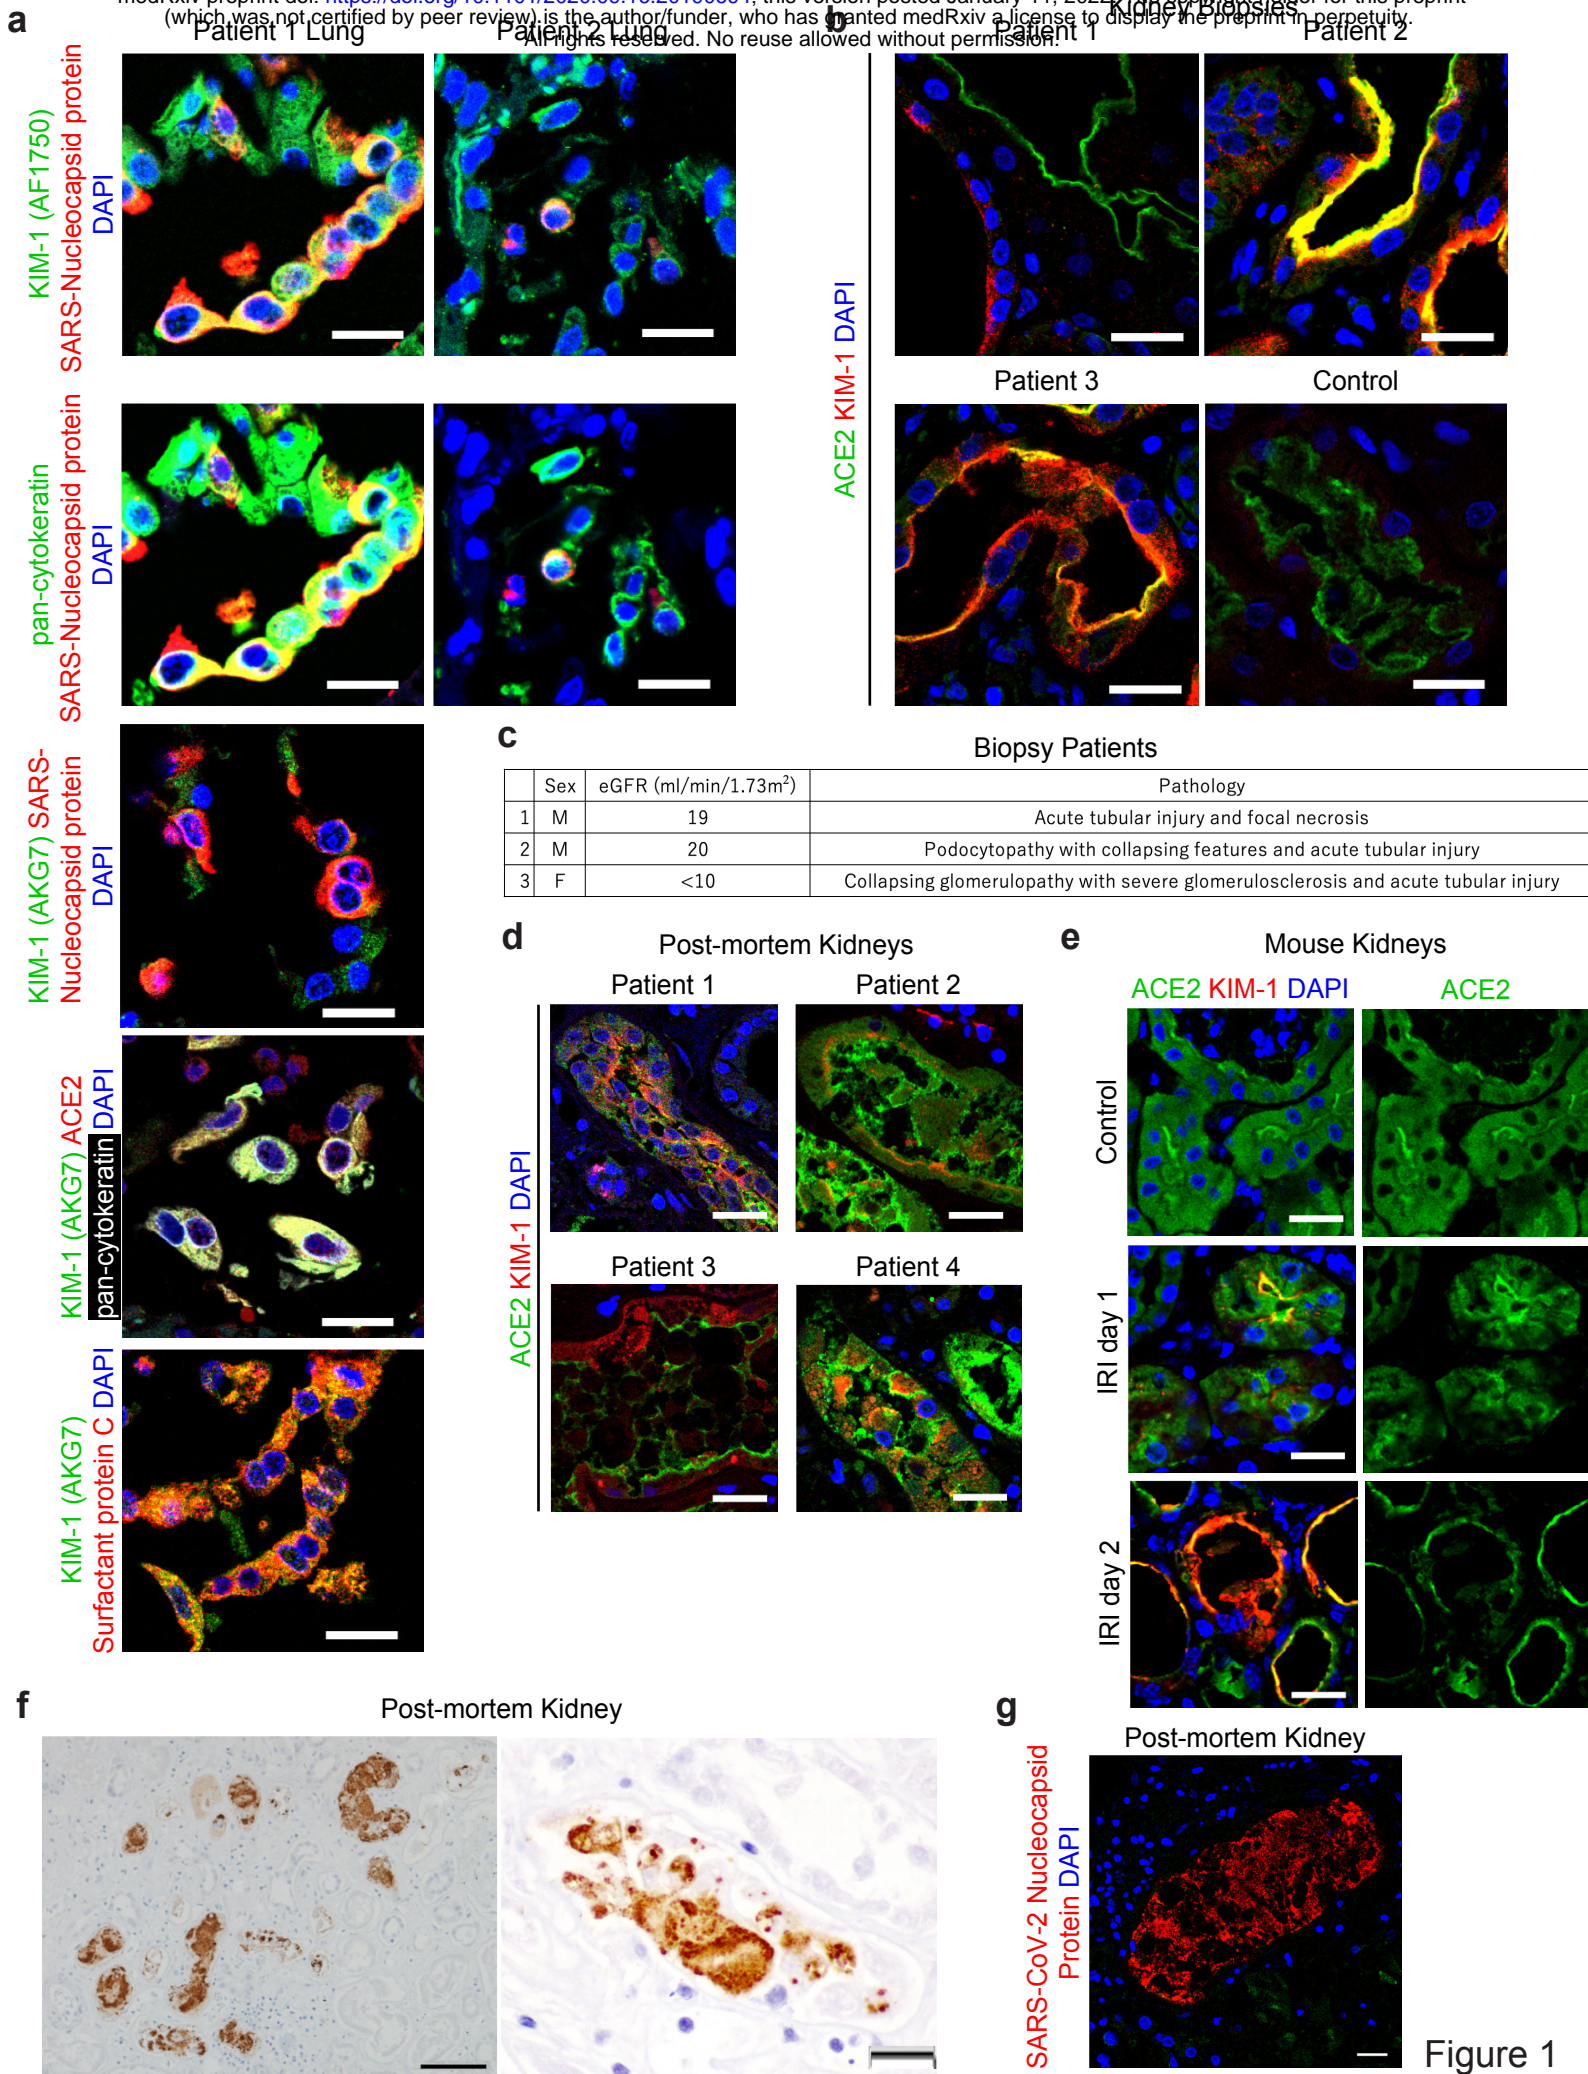 (which was not certified by peer review) is the author/funder, who has granted medRxiv a license to display the preprint in perpetuity.
All rights reserved. No reuse allowed without permission.
a
Patient 1 Lung
Patient 2 Lung
KIM-1 (AF1750)
SARS-Nucleocapsid protein
DAPI
pan-cytokeratin
SARS-Nucleocapsid protein
DAPI
KIM-1 (AKG7) SARS-
Nucleocapsid protein
DAPI
KIM-1 (AKG7) ACE2
pan-cytokeratin DAPI
KIM-1 (AKG7)
Surfactant protein C DAPI
b
Kidney Biopsies
Patient 1
Patient 2
Patient 3
Control
ACE2 KIM-1 DAPI
c
Biopsy Patients
Sex eGFR (ml/min/1.73m²) Pathology
1 M 19 Acute tubular injury and focal necrosis
2 M 20 Podocytopathy with collapsing features and acute tubular injury
3 F <10 Collapsing glomerulopathy with severe glomerulosclerosis and acute tubular injury
d
Post-mortem Kidneys
Patient 1
Patient 2
Patient 3
Patient 4
ACE2 KIM-1 DAPI
e
Mouse Kidneys
ACE2 KIM-1 DAPI
ACE2
Control
IRI day 1
IRI day 2
f
Post-mortem Kidney
g
Post-mortem Kidney
SARS-CoV-2 Nucleocapsid
Protein DAPI
Figure 1